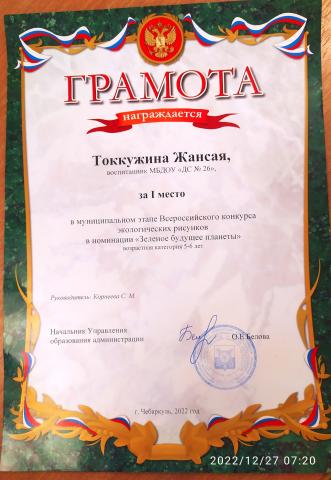 ГРАМОТА
награждается
Токкужина Жансая,
воспитанник МБДОУ «ДС № 26»,
за I место
в муниципальном этапе Всероссийского конкурса
экологических рисунков
в номинации «Зеленое будущее планеты»
возрастная категория 5-6 лет
Руководитель: Корнеева С. М.
Начальник Управления
образования администрации
О.Е.Белова
г. Чебаркуль, 2022 год
2022/12/27 07:20